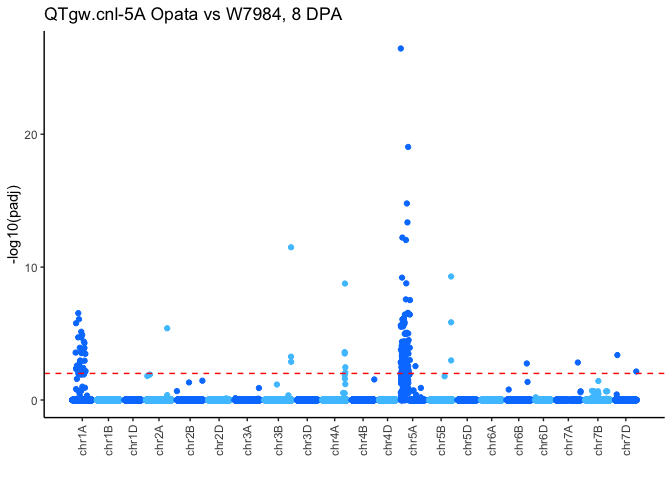 QTgw.cnl-5A Opata vs W7984, 8 DPA
-log10(padj)
20
10
0
chr1A
chr1B
chr1D
chr2A
chr2B
chr2D
chr3A
chr3B
chr3D
chr4A
chr4B
chr4D
chr5A
chr5B
chr5D
chr6A
chr6B
chr6D
chr7A
chr7B
chr7D